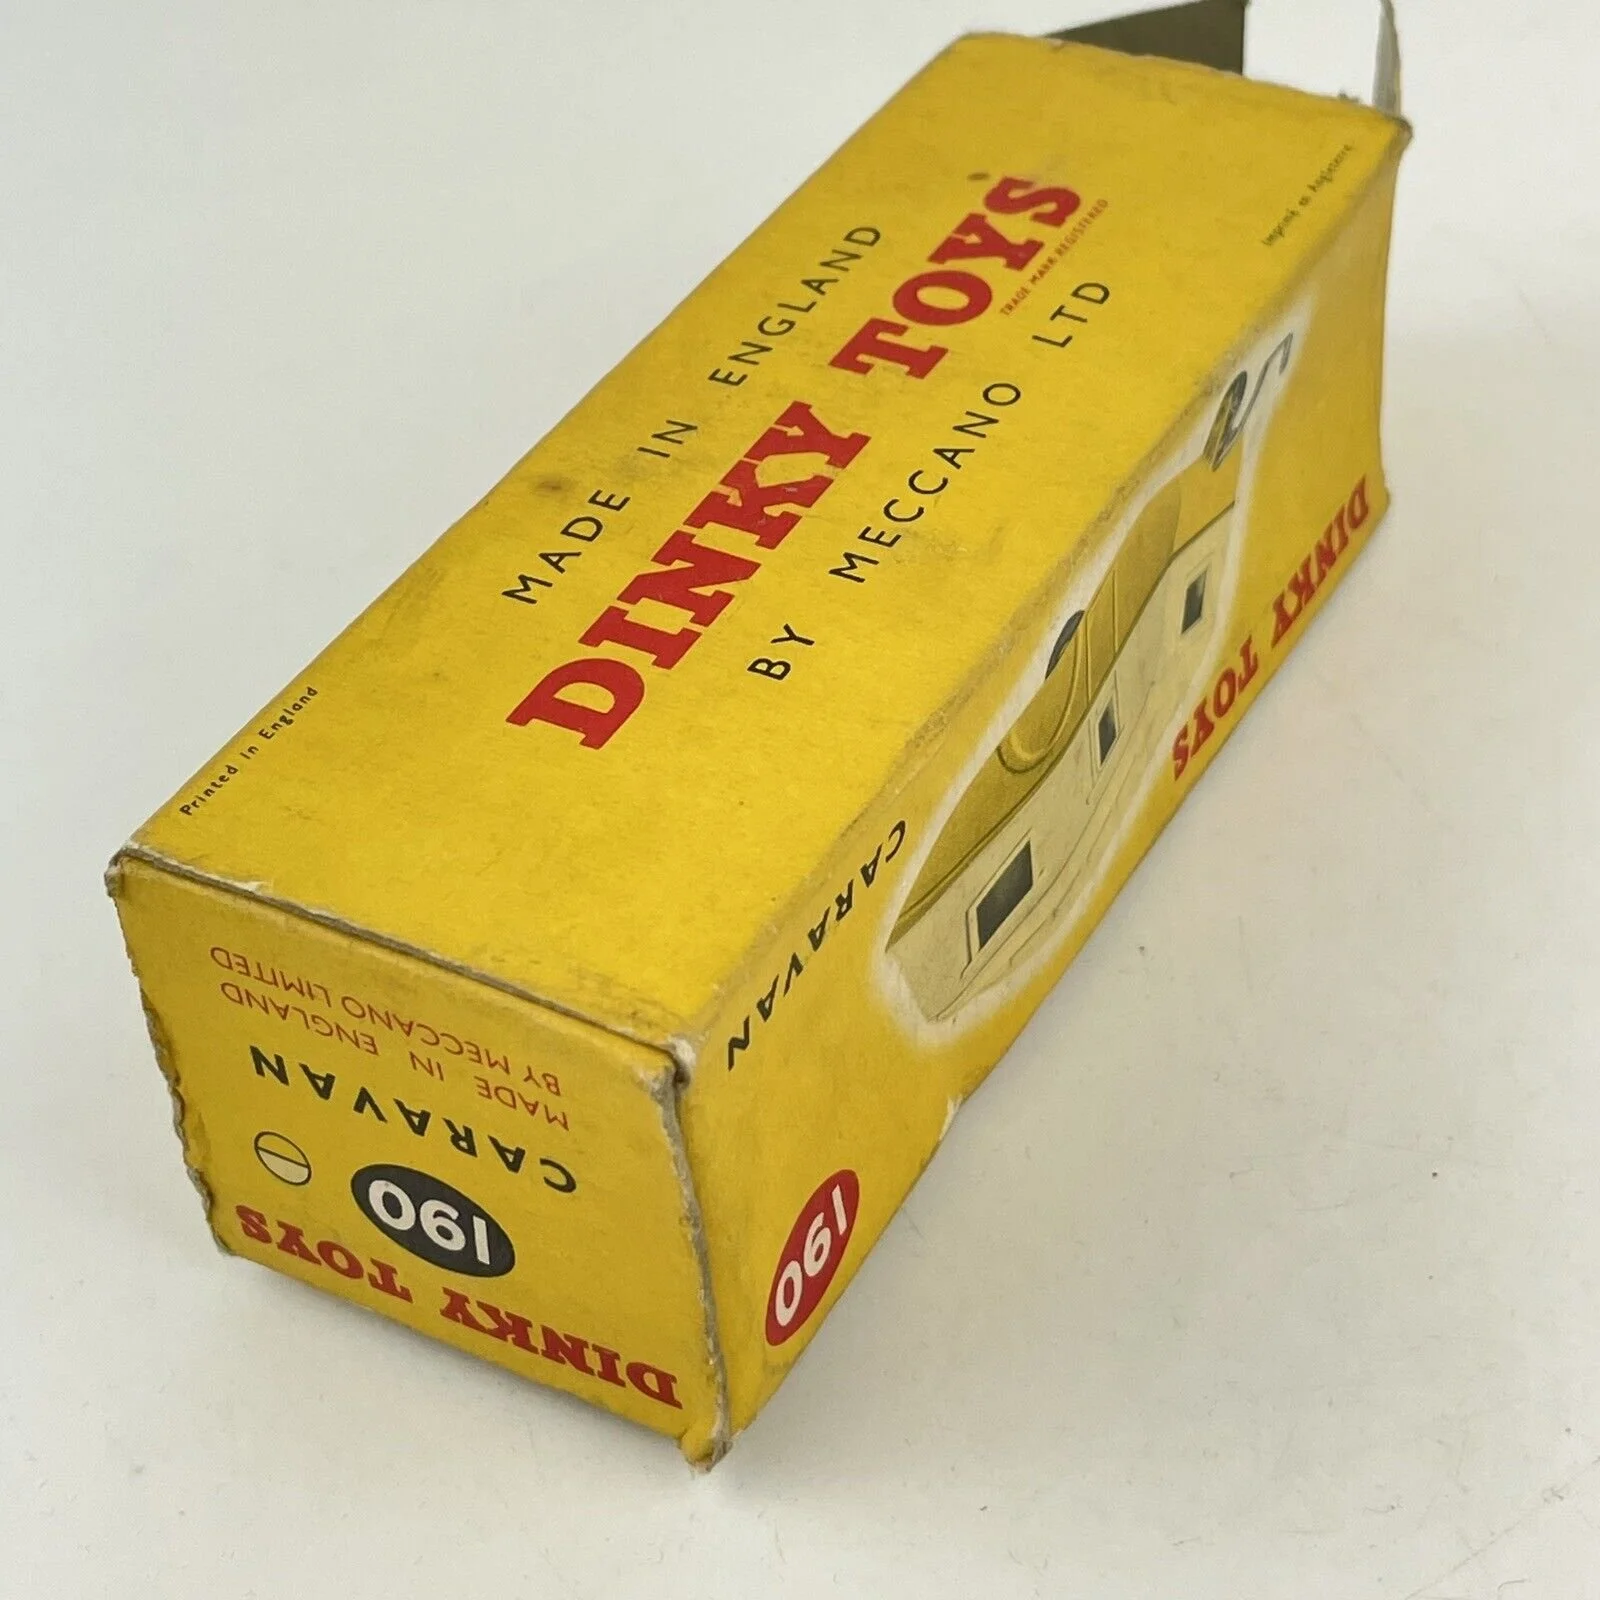 MADE IN ENGLAND
DINKY TOYS
TRADE MARK REGISTERED
BY MECCANO LTD
Printed in England
Imprimé en Angleterre
DINKY TOYS
CARAVAN
190
DINKY TOYS
190
CARAVAN
MADE IN ENGLAND
BY MECCANO LIMITED